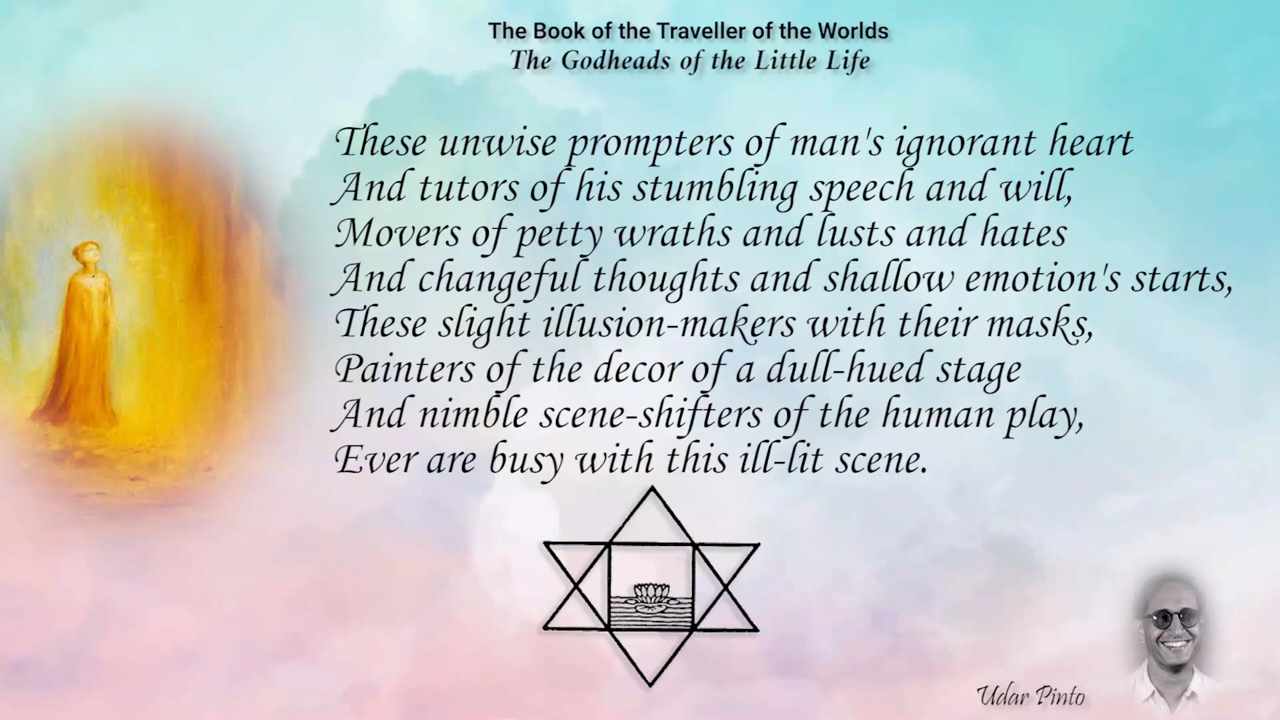 The Book of the Traveller of the Worlds
The Godheads of the Little Life
These unwise prompters of man's ignorant heart
And tutors of his stumbling speech and will,
Movers of petty wraths and lusts and hates
And changeful thoughts and shallow emotion's starts,
These slight illusion-makers with their masks,
Painters of the decor of a dull-hued stage
And nimble scene-shifters of the human play,
Ever are busy with this ill-lit scene.
Udar Pinto